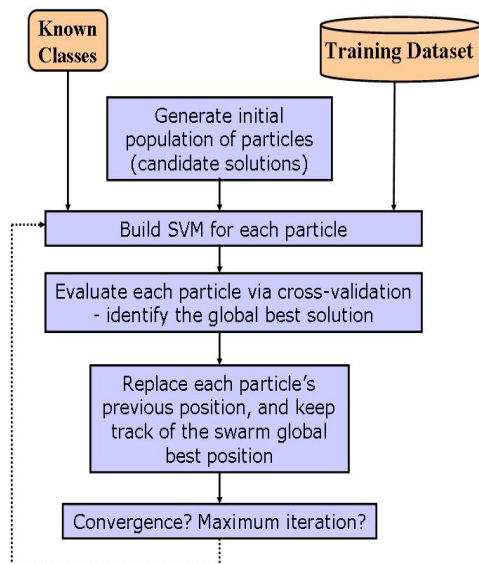 Known
Classes
Training Dataset
Generate initial
population of particles
(candidate solutions)
Build SVM for each particle
Evaluate each particle via cross-validation
- identify the global best solution
Replace each particle's
previous position, and keep
track of the swarm global
best position
Convergence? Maximum iteration?